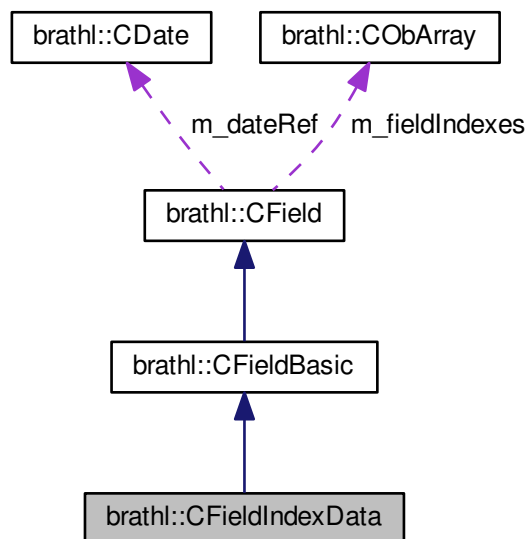 brathl::CDate
brathl::CObArray
m_dateRef
m_fieldIndexes
brathl::CField
brathl::CFieldBasic
brathl::CFieldIndexData